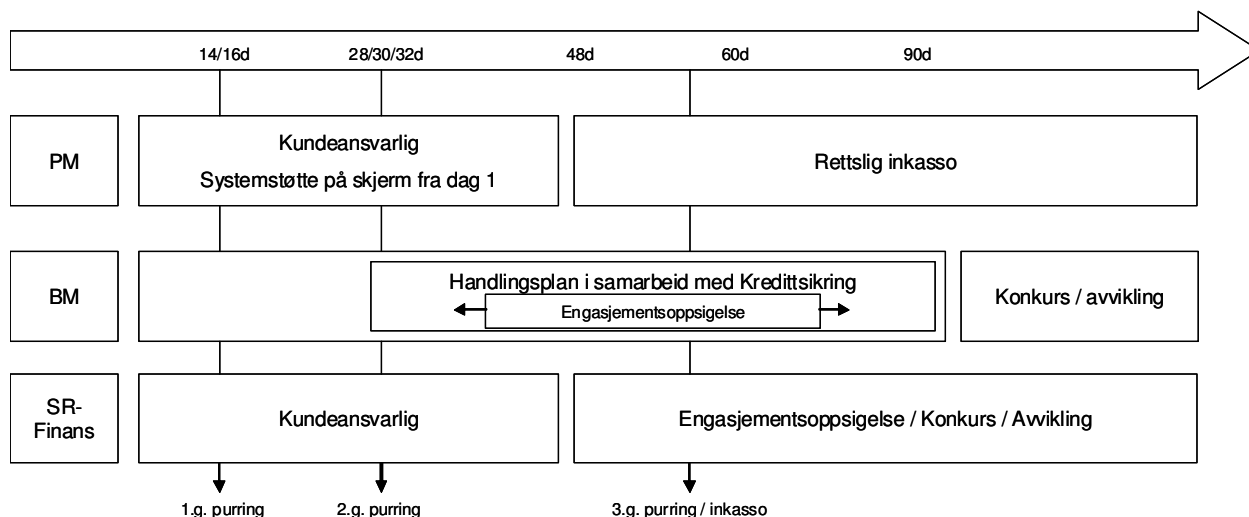 14/16d 28/30/32d 48d 60d 90d
PM
Kundeansvarlig
Systemstøtte på skjerm fra dag 1
Rettslig inkasso
BM
Handlingsplan i samarbeid med Kredittsikring
Engasjementsoppsigelse
Konkurs / avvikling
SR-
Finans
Kundeansvarlig
Engasjementsoppsigelse / Konkurs / Avvikling
1.g. purring 2.g. purring 3.g. purring / inkasso